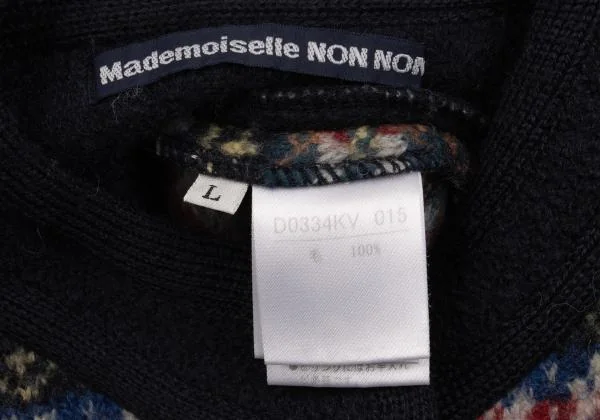 Mademoiselle NON NON
L
D0334KV 015
毛 100%